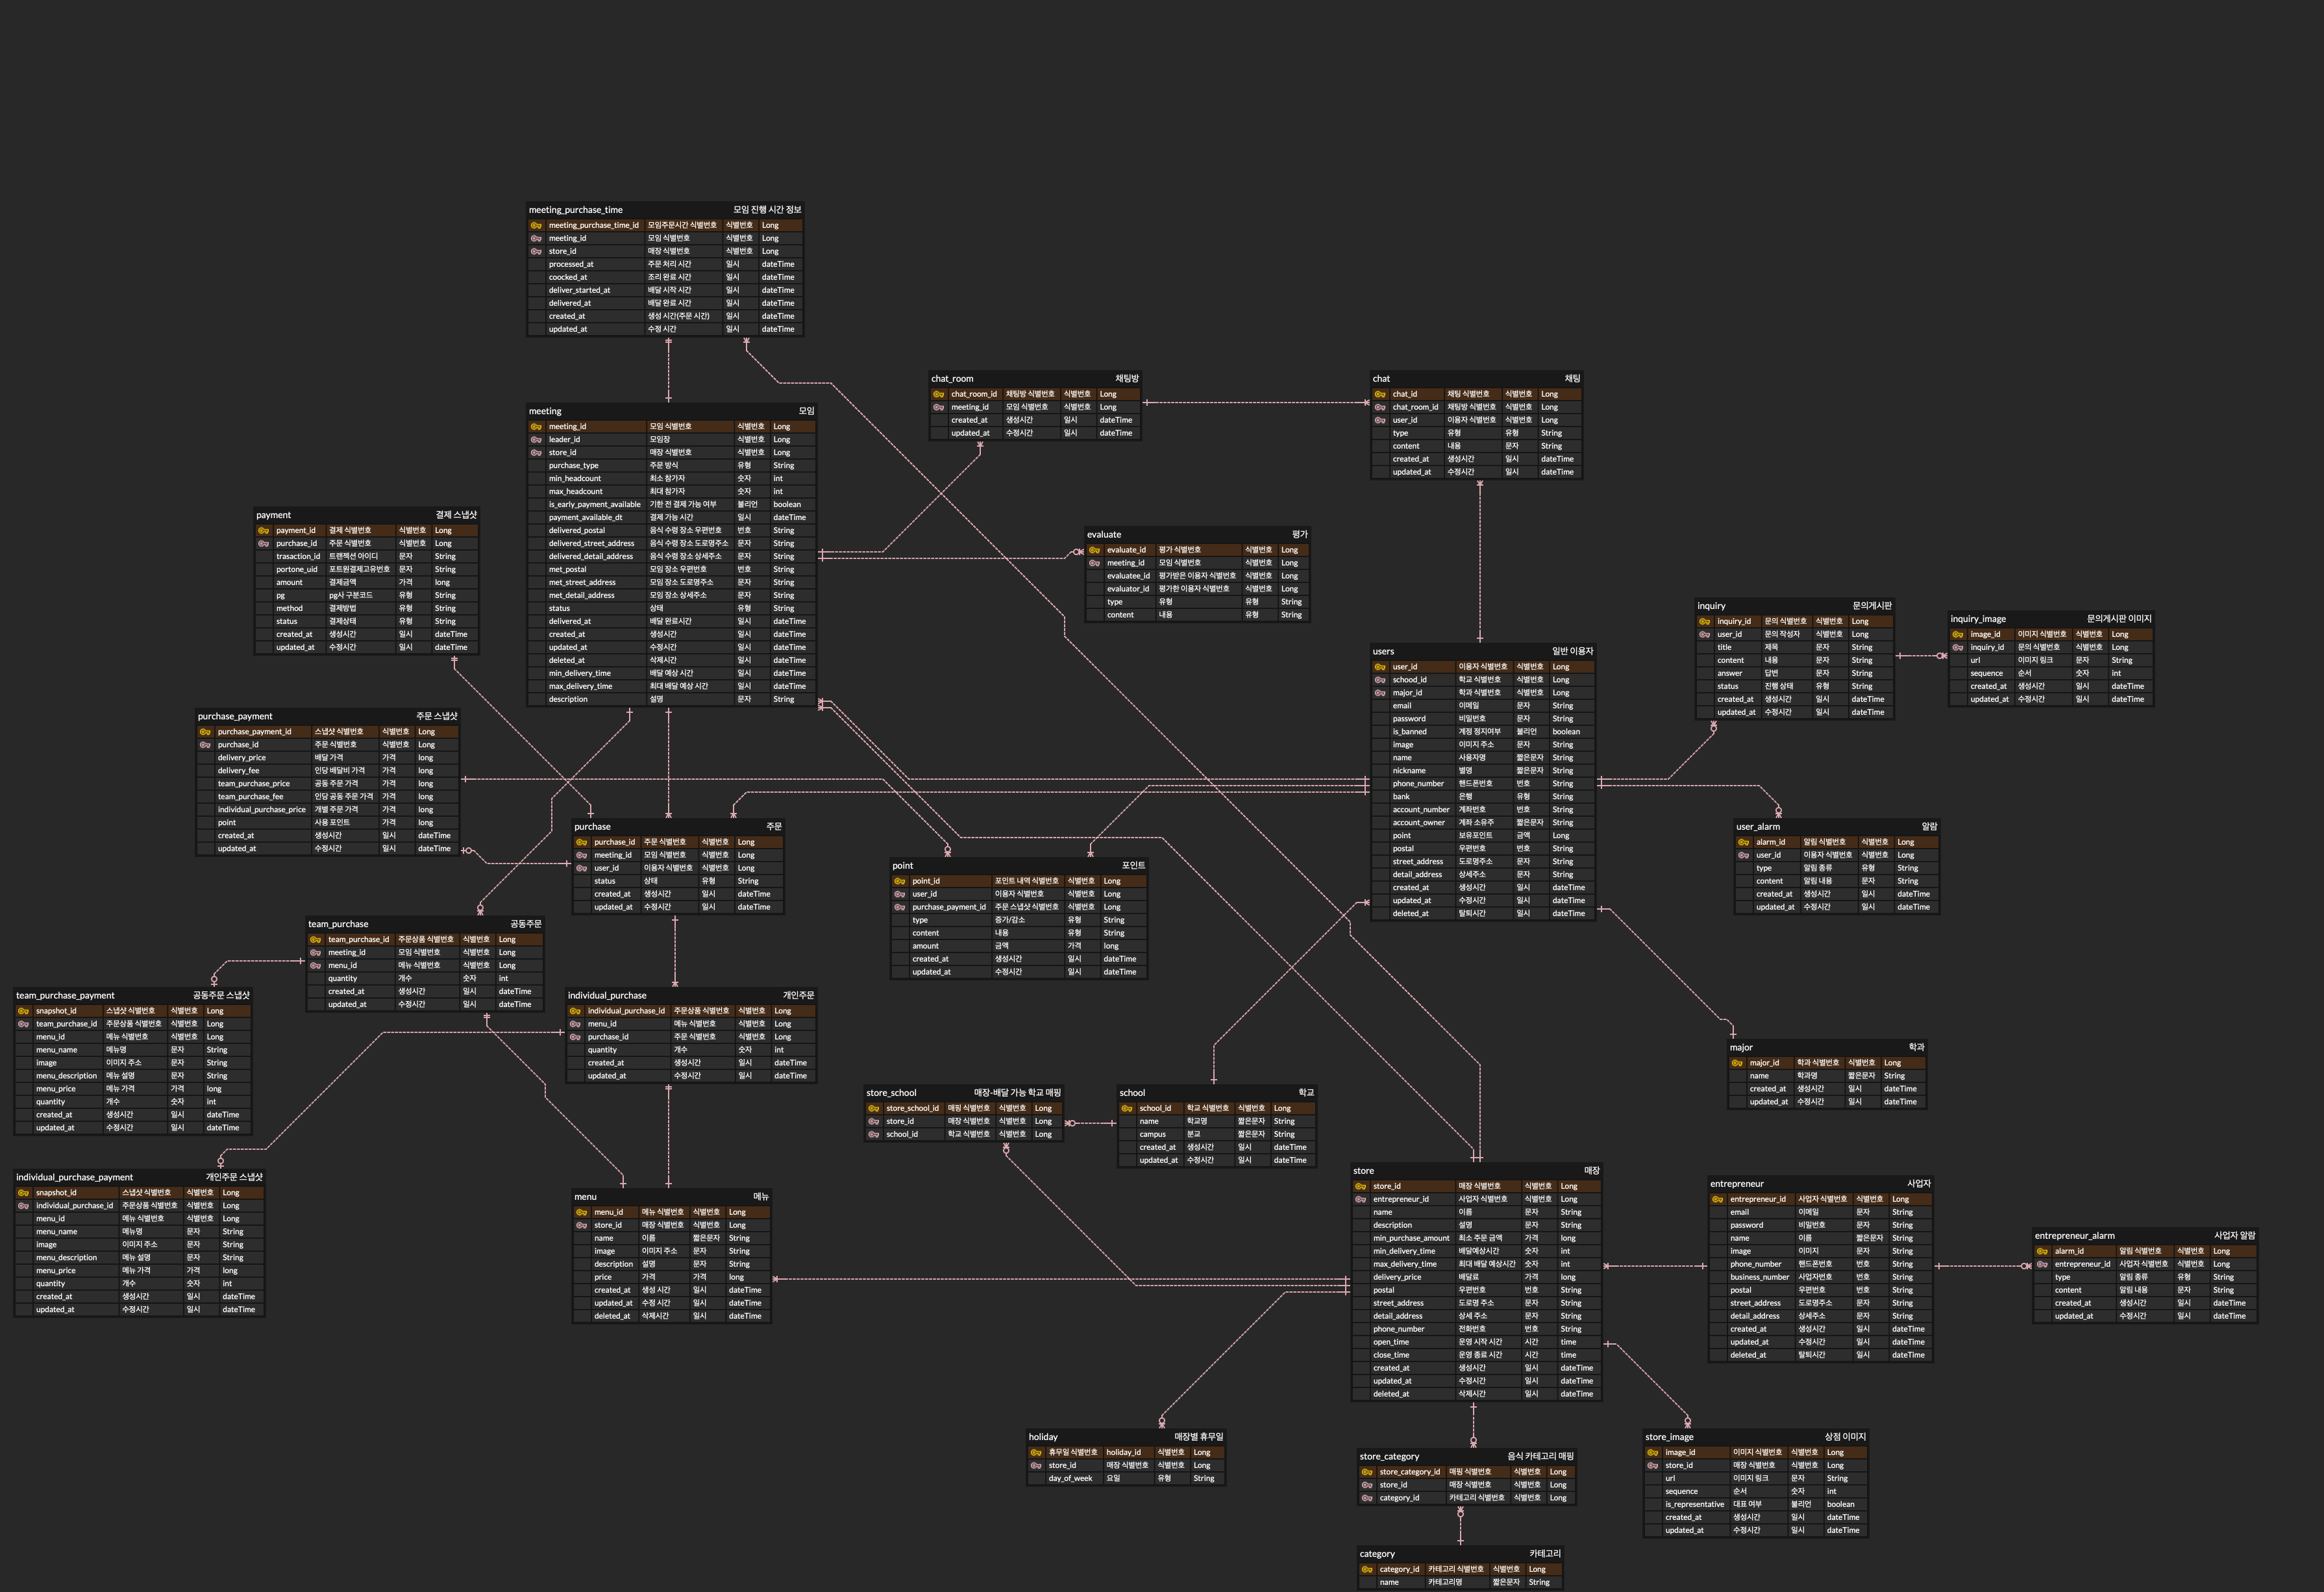 meeting_purchase_time 모임 진행 시간 정보
meeting_purchase_time_id 모임주문시간 식별번호 식별번호 Long
meeting_id 모임 식별번호 식별번호 Long
store_id 매장 식별번호 식별번호 Long
processed_at 주문 처리 시간 일시 dateTime
coocked_at 조리 완료 시간 일시 dateTime
deliver_started_at 배달 시작 시간 일시 dateTime
delivered_at 배달 완료 시간 일시 dateTime
created_at 생성 시간(주문 시간) 일시 dateTime
updated_at 수정 시간 일시 dateTime
chat_room 채팅방
chat_room_id 채팅방 식별번호 식별번호 Long
meeting_id 모임 식별번호 식별번호 Long
created_at 생성시간 일시 dateTime
updated_at 수정시간 일시 dateTime
chat 채팅
chat_id 채팅 식별번호 식별번호 Long
chat_room_id 채팅방 식별번호 식별번호 Long
user_id 이용자 식별번호 식별번호 Long
type 유형 유형 String
content 내용 문자 String
created_at 생성시간 일시 dateTime
updated_at 수정시간 일시 dateTime
meeting 모임
meeting_id 모임 식별번호 식별번호 Long
leader_id 모임장 식별번호 Long
store_id 매장 식별번호 식별번호 Long
purchase_type 주문 방식 유형 String
min_headcount 최소 참가자 숫자 int
max_headcount 최대 참가자 숫자 int
is_early_payment_available 기한 전 결제 가능 여부 불리언 boolean
payment_available_dt 결제 가능 시간 일시 dateTime
delivered_postal 음식 수령 장소 우편번호 번호 String
delivered_street_address 음식 수령 장소 도로명주소 문자 String
delivered_detail_address 음식 수령 장소 상세주소 문자 String
met_postal 모임 장소 우편번호 번호 String
met_street_address 모임 장소 도로명주소 문자 String
met_detail_address 모임 장소 상세주소 문자 String
status 상태 유형 String
delivered_at 배달 완료시간 일시 dateTime
created_at 생성시간 일시 dateTime
updated_at 수정시간 일시 dateTime
deleted_at 삭제시간 일시 dateTime
min_delivery_time 배달 예상 시간 일시 dateTime
max_delivery_time 최대 배달 예상 시간 일시 dateTime
description 설명 문자 String
payment 결제 스냅샷
payment_id 결제 식별번호 식별번호 Long
purchase_id 주문 식별번호 식별번호 Long
trasaction_id 트랜젝션 아이디 문자 String
portone_uid 포트원결제고유번호 문자 String
amount 결제금액 가격 long
pg pg사 구분코드 유형 String
method 결제방법 유형 String
status 결제상태 유형 String
created_at 생성시간 일시 dateTime
updated_at 수정시간 일시 dateTime
evaluate 평가
evaluate_id 평가 식별번호 식별번호 Long
meeting_id 모임 식별번호 식별번호 Long
evaluatee_id 평가받은 이용자 식별번호 식별번호 Long
evaluator_id 평가한 이용자 식별번호 식별번호 Long
type 유형 유형 String
content 내용 유형 String
inquiry 문의게시판
inquiry_id 문의 식별번호 식별번호 Long
user_id 문의 작성자 식별번호 Long
title 제목 문자 String
content 내용 문자 String
answer 답변 문자 String
status 진행 상태 유형 String
created_at 생성시간 일시 dateTime
updated_at 수정시간 일시 dateTime
inquiry_image 문의게시판 이미지
image_id 이미지 식별번호 식별번호 Long
inquiry_id 문의 식별번호 식별번호 Long
url 이미지 링크 문자 String
sequence 순서 숫자 int
created_at 생성시간 일시 dateTime
updated_at 수정시간 일시 dateTime
users 일반 이용자
user_id 이용자 식별번호 식별번호 Long
school_id 학교 식별번호 식별번호 Long
major_id 학과 식별번호 식별번호 Long
email 이메일 문자 String
password 비밀번호 문자 String
is_banned 계정 정지여부 불리언 boolean
image 이미지 주소 문자 String
name 사용자명 짧은문자 String
nickname 별명 짧은문자 String
phone_number 핸드폰번호 번호 String
bank 은행 유형 String
account_number 계좌번호 번호 String
account_owner 계좌 소유주 짧은문자 String
point 보유포인트 금액 Long
postal 우편번호 번호 String
street_address 도로명주소 문자 String
detail_address 상세주소 문자 String
created_at 생성시간 일시 dateTime
updated_at 수정시간 일시 dateTime
deleted_at 탈퇴시간 일시 dateTime
purchase_payment 주문 스냅샷
purchase_payment_id 스냅샷 식별번호 식별번호 Long
purchase_id 주문 식별번호 식별번호 Long
delivery_price 배달 가격 가격 long
delivery_fee 인당 배달비 가격 가격 long
team_purchase_price 공동 주문 가격 가격 long
team_purchase_fee 인당 공동 주문 가격 가격 long
individual_purchase_price 개별 주문 가격 가격 long
point 사용 포인트 가격 long
created_at 생성시간 일시 dateTime
updated_at 수정시간 일시 dateTime
purchase 주문
purchase_id 주문 식별번호 식별번호 Long
meeting_id 모임 식별번호 식별번호 Long
user_id 이용자 식별번호 식별번호 Long
status 상태 유형 String
created_at 생성시간 일시 dateTime
updated_at 수정시간 일시 dateTime
user_alarm 알람
alarm_id 알림 식별번호 식별번호 Long
user_id 이용자 식별번호 식별번호 Long
type 알림 종류 유형 String
content 알림 내용 문자 String
created_at 생성시간 일시 dateTime
updated_at 수정시간 일시 dateTime
point 포인트
point_id 포인트 내역 식별번호 식별번호 Long
user_id 이용자 식별번호 식별번호 Long
purchase_payment_id 주문 스냅샷 식별번호 식별번호 Long
type 증가/감소 유형 String
content 내용 유형 String
amount 금액 가격 long
created_at 생성시간 일시 dateTime
updated_at 수정시간 일시 dateTime
team_purchase 공동주문
team_purchase_id 주문상품 식별번호 식별번호 Long
meeting_id 모임 식별번호 식별번호 Long
menu_id 메뉴 식별번호 식별번호 Long
quantity 개수 숫자 int
created_at 생성시간 일시 dateTime
updated_at 수정시간 일시 dateTime
team_purchase_payment 공동주문 스냅샷
snapshot_id 스냅샷 식별번호 식별번호 Long
team_purchase_id 주문상품 식별번호 식별번호 Long
menu_id 메뉴 식별번호 식별번호 Long
menu_name 메뉴명 문자 String
image 이미지 주소 문자 String
menu_description 메뉴 설명 문자 String
menu_price 메뉴 가격 가격 long
quantity 개수 숫자 int
created_at 생성시간 일시 dateTime
updated_at 수정시간 일시 dateTime
individual_purchase 개인주문
individual_purchase_id 주문상품 식별번호 식별번호 Long
menu_id 메뉴 식별번호 식별번호 Long
purchase_id 주문 식별번호 식별번호 Long
quantity 개수 숫자 int
created_at 생성시간 일시 dateTime
updated_at 수정시간 일시 dateTime
major 학과
major_id 학과 식별번호 식별번호 Long
name 학과명 짧은문자 String
created_at 생성시간 일시 dateTime
updated_at 수정시간 일시 dateTime
store_school 매장-배달 가능 학교 매핑
store_school_id 매핑 식별번호 식별번호 Long
store_id 매장 식별번호 식별번호 Long
school_id 학교 식별번호 식별번호 Long
school 학교
school_id 학교 식별번호 식별번호 Long
name 학교명 짧은문자 String
campus 분교 짧은문자 String
created_at 생성시간 일시 dateTime
updated_at 수정시간 일시 dateTime
individual_purchase_payment 개인주문 스냅샷
snapshot_id 스냅샷 식별번호 식별번호 Long
individual_purchase_id 주문상품 식별번호 식별번호 Long
menu_id 메뉴 식별번호 식별번호 Long
menu_name 메뉴명 문자 String
image 이미지 주소 문자 String
menu_description 메뉴 설명 문자 String
menu_price 메뉴 가격 가격 long
quantity 개수 숫자 int
created_at 생성시간 일시 dateTime
updated_at 수정시간 일시 dateTime
menu 메뉴
menu_id 메뉴 식별번호 식별번호 Long
store_id 매장 식별번호 식별번호 Long
name 이름 짧은문자 String
image 이미지 주소 문자 String
description 설명 문자 String
price 가격 가격 long
created_at 생성 시간 일시 dateTime
updated_at 수정 시간 일시 dateTime
deleted_at 삭제시간 일시 dateTime
store 매장
store_id 매장 식별번호 식별번호 Long
entrepreneur_id 사업자 식별번호 식별번호 Long
name 이름 문자 String
description 설명 문자 String
min_purchase_amount 최소 주문 금액 가격 long
min_delivery_time 배달예상시간 숫자 int
max_delivery_time 최대 배달 예상시간 숫자 int
delivery_price 배달료 가격 long
postal 우편번호 번호 String
street_address 도로명 주소 문자 String
detail_address 상세 주소 문자 String
phone_number 전화번호 번호 String
open_time 운영 시작 시간 시간 time
close_time 운영 종료 시간 시간 time
created_at 생성시간 일시 dateTime
updated_at 수정시간 일시 dateTime
deleted_at 삭제시간 일시 dateTime
entrepreneur 사업자
entrepreneur_id 사업자 식별번호 식별번호 Long
email 이메일 문자 String
password 비밀번호 문자 String
name 이름 짧은문자 String
image 이미지 문자 String
phone_number 핸드폰번호 번호 String
business_number 사업자번호 번호 String
postal 우편번호 번호 String
street_address 도로명주소 문자 String
detail_address 상세주소 문자 String
created_at 생성시간 일시 dateTime
updated_at 수정시간 일시 dateTime
deleted_at 탈퇴시간 일시 dateTime
entrepreneur_alarm 사업자 알람
alarm_id 알림 식별번호 식별번호 Long
entrepreneur_id 사업자 식별번호 식별번호 Long
type 알림 종류 유형 String
content 알림 내용 문자 String
created_at 생성시간 일시 dateTime
updated_at 수정시간 일시 dateTime
holiday 매장별 휴무일
휴무일 식별번호 holiday_id 식별번호 Long
store_id 매장 식별번호 식별번호 Long
day_of_week 요일 유형 String
store_category 음식 카테고리 매핑
store_category_id 매핑 식별번호 식별번호 Long
store_id 매장 식별번호 식별번호 Long
category_id 카테고리 식별번호 식별번호 Long
store_image 상점 이미지
image_id 이미지 식별번호 식별번호 Long
store_id 매장 식별번호 식별번호 Long
url 이미지 링크 문자 String
sequence 순서 숫자 int
is_representative 대표 여부 불리언 boolean
created_at 생성시간 일시 dateTime
updated_at 수정시간 일시 dateTime
category 카테고리
category_id 카테고리 식별번호 식별번호 Long
name 카테고리명 짧은문자 String